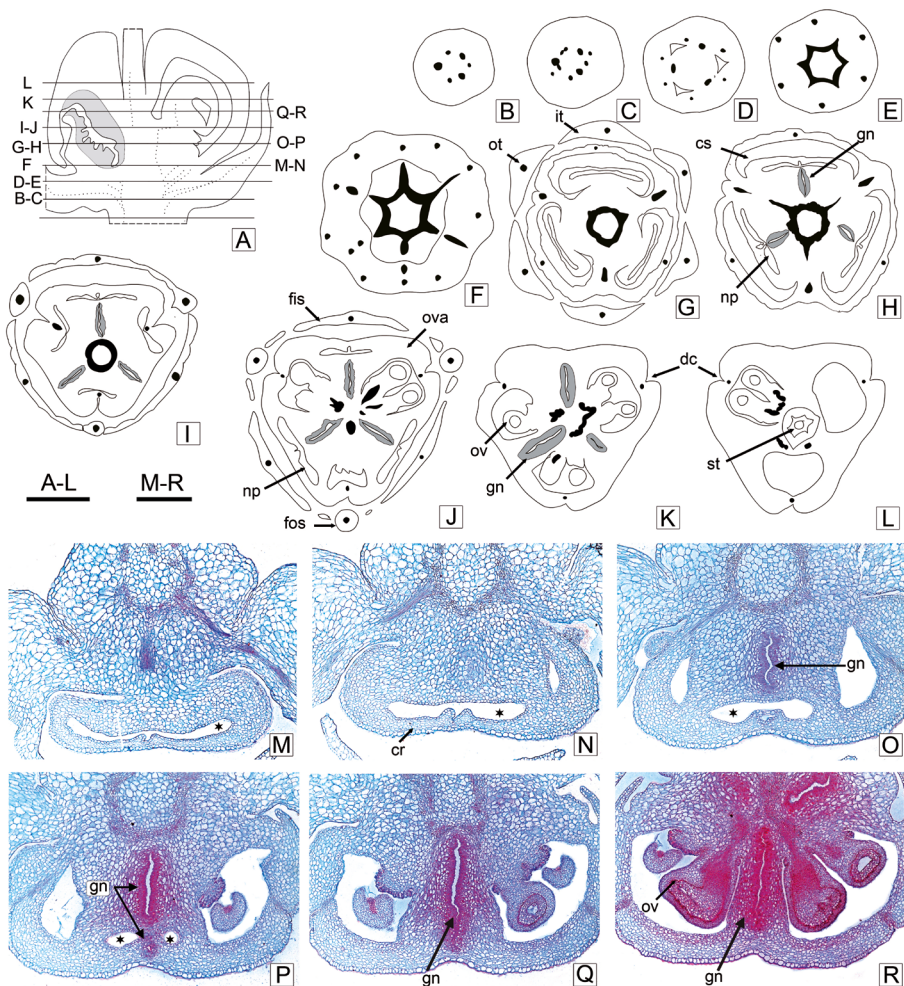 L
K
Q-R
I-J
G-H
O-P
F
M-N
D-E
B-C
A
B
C
D
E
it
ot
F
G
cs
gn
np
H
I
fis
ova
np
fos
J
dc
ov
gn
K
st
L
A-L
M-R
M
cr
N
gn
O
gn
P
gn
Q
ov
gn
R